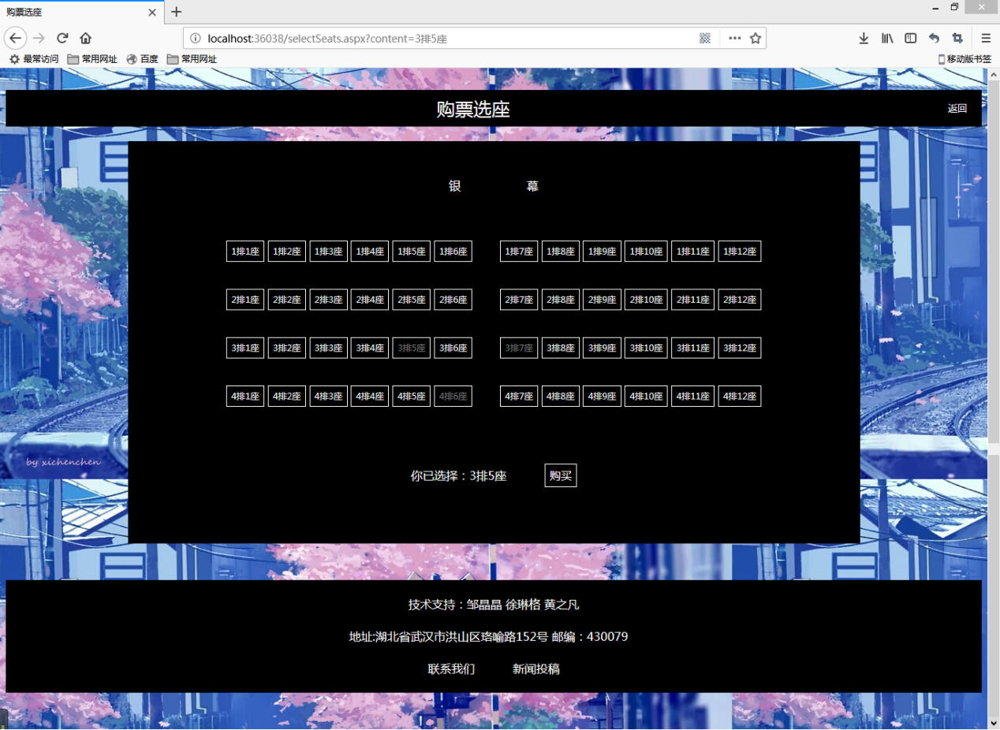 购票选座
localhost:36038/selectSeats.aspx?content=3排5座
最常访问 常用网址 百度 常用网址 移动版书签
购票选座 返回
银 幕
1排1座 1排2座 1排3座 1排4座 1排5座 1排6座 1排7座 1排8座 1排9座 1排10座 1排11座 1排12座
2排1座 2排2座 2排3座 2排4座 2排5座 2排6座 2排7座 2排8座 2排9座 2排10座 2排11座 2排12座
3排1座 3排2座 3排3座 3排4座 3排5座 3排6座 3排7座 3排8座 3排9座 3排10座 3排11座 3排12座
4排1座 4排2座 4排3座 4排4座 4排5座 4排6座 4排7座 4排8座 4排9座 4排10座 4排11座 4排12座
by xichenchen
你已选择：3排5座 购买
技术支持：邹晶晶 徐琳格 黄之凡
地址:湖北省武汉市洪山区珞喻路152号 邮编：430079
联系我们 新闻投稿